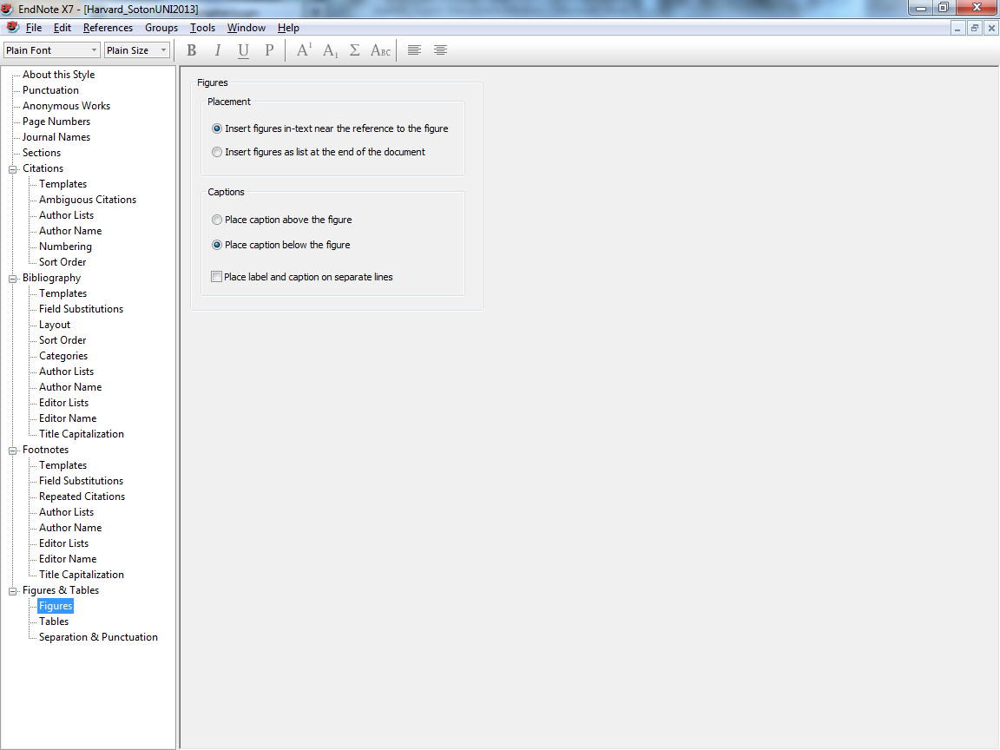 EndNote X7 - [Harvard_SotonUNI2013]
File Edit References Groups Tools Window Help
Plain Font Plain Size B I U P A1 A1 Σ ABC
About this Style
Punctuation
Anonymous Works
Page Numbers
Journal Names
Sections
Citations
Templates
Ambiguous Citations
Author Lists
Author Name
Numbering
Sort Order
Bibliography
Templates
Field Substitutions
Layout
Sort Order
Categories
Author Lists
Author Name
Editor Lists
Editor Name
Title Capitalization
Footnotes
Templates
Field Substitutions
Repeated Citations
Author Lists
Author Name
Editor Lists
Editor Name
Title Capitalization
Figures & Tables
Figures
Tables
Separation & Punctuation
Figures
Placement
Insert figures in-text near the reference to the figure
Insert figures as list at the end of the document
Captions
Place caption above the figure
Place caption below the figure
Place label and caption on separate lines